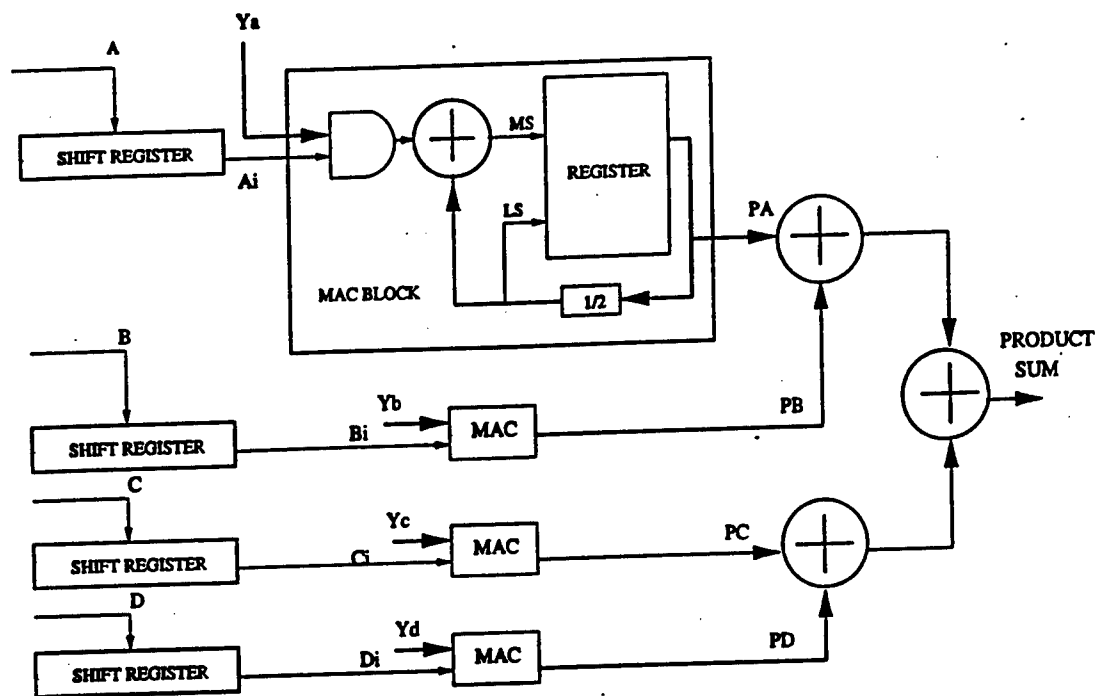 Ya
A
SHIFT REGISTER
Ai
MS
REGISTER
LS
MAC BLOCK
1/2
PA
B
SHIFT REGISTER
Yb
Bi
MAC
PB
PRODUCT
SUM
C
SHIFT REGISTER
Yc
Ci
MAC
PC
D
SHIFT REGISTER
Yd
Di
MAC
PD